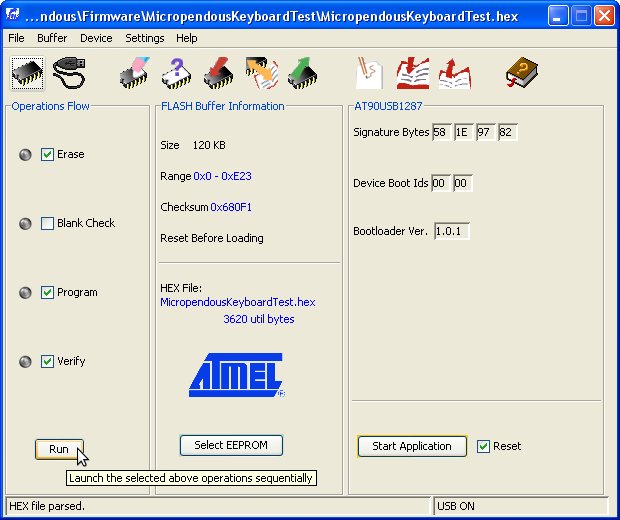 ...ndous\Firmware\MicropendousKeyboardTest\MicropendousKeyboardTest.hex
File Buffer Device Settings Help
Operations Flow
Erase
Blank Check
Program
Verify
Run
FLASH Buffer Information
Size 120 KB
Range 0x0 - 0xE23
Checksum 0x680F1
Reset Before Loading
HEX File:
MicropendousKeyboardTest.hex
3620 util bytes
ATMEL
Select EEPROM
AT90USB1287
Signature Bytes 58 1E 97 82
Device Boot Ids 00 00
Bootloader Ver. 1.0.1
Start Application Reset
Launch the selected above operations sequentially
HEX file parsed. USB ON